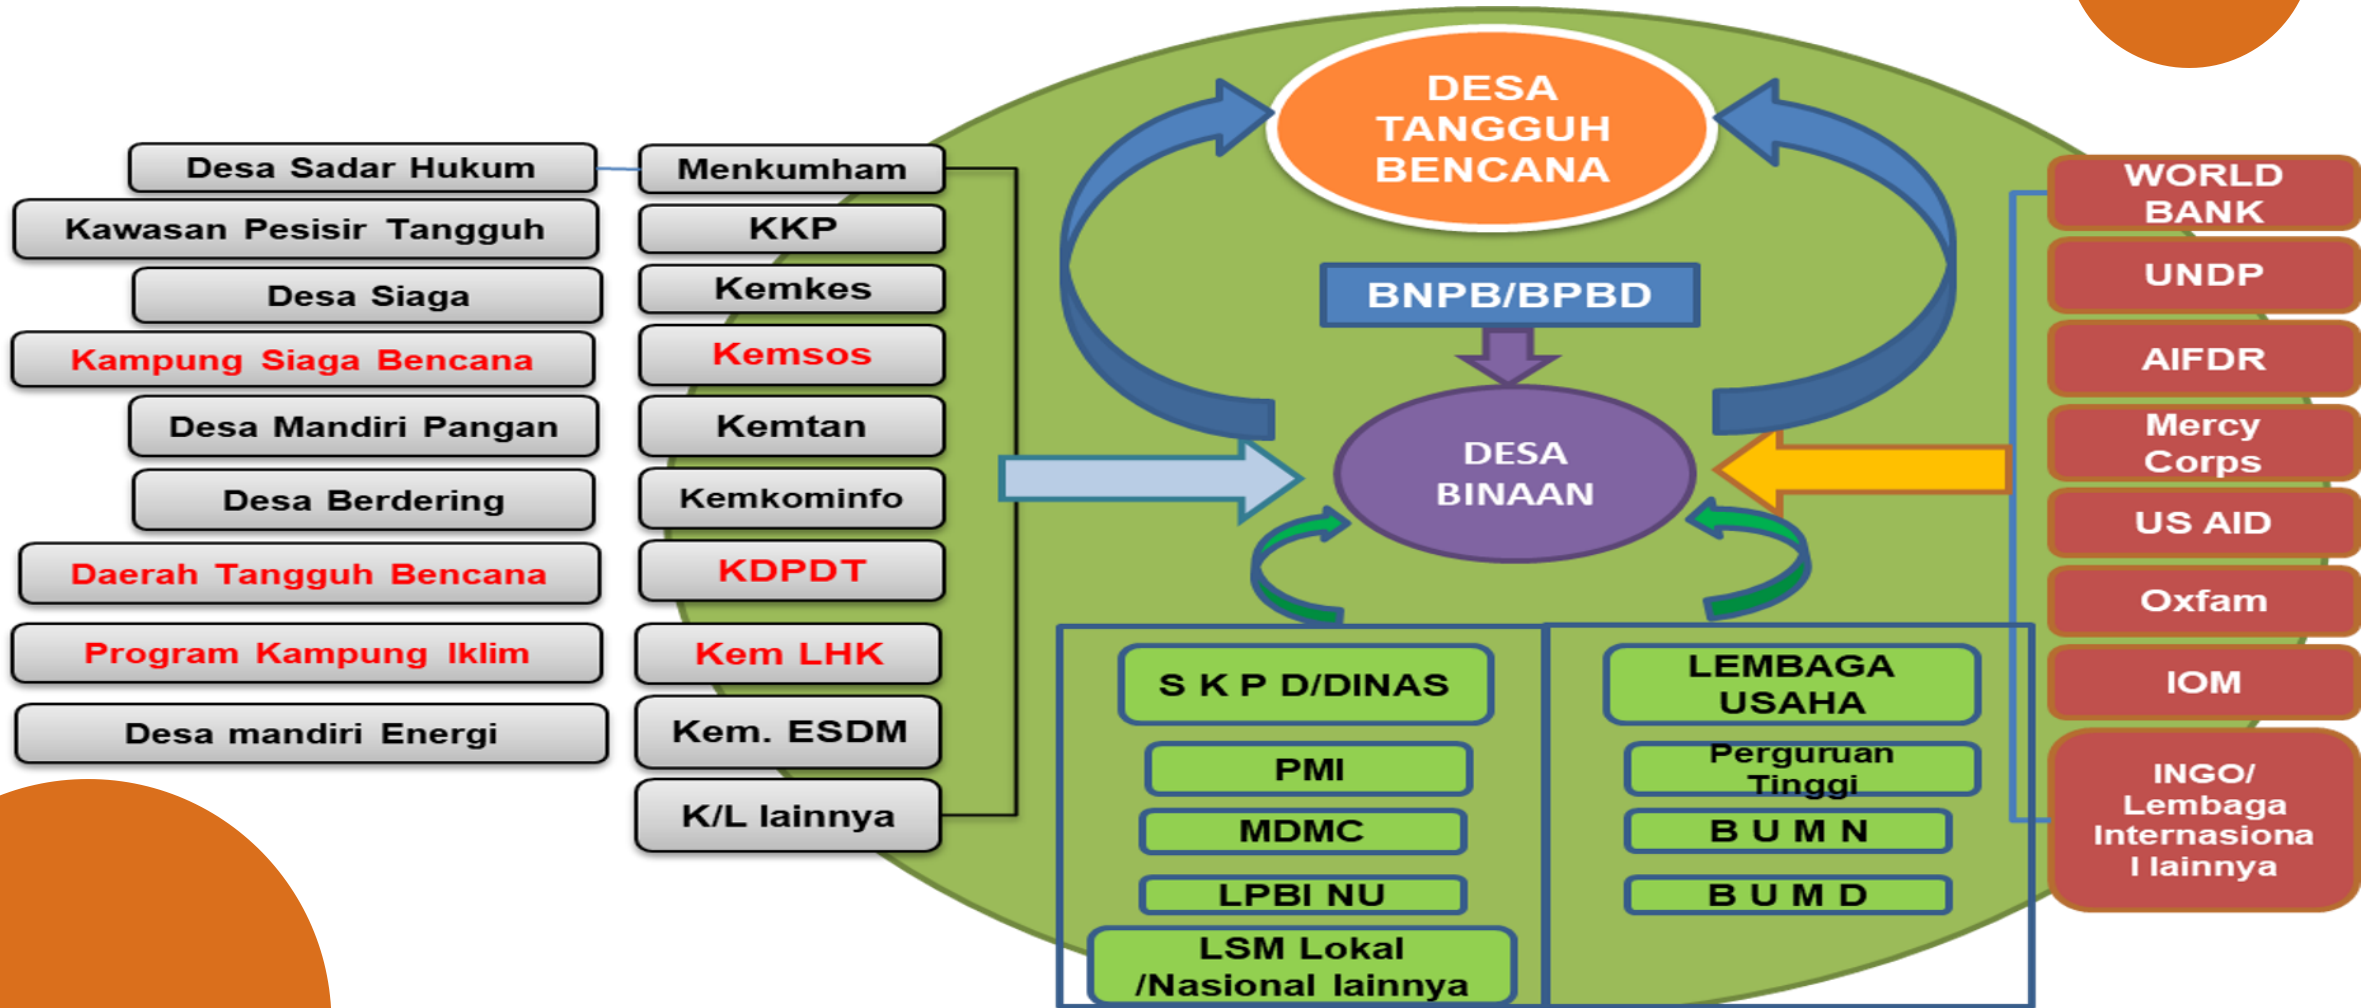 DESA
TANGGUH
BENCANA
Desa Sadar Hukum
Menkumham
Kawasan Pesisir Tangguh
KKP
Desa Siaga
Kemkes
Kampung Siaga Bencana
Kemsos
Desa Mandiri Pangan
Kemtan
Desa Berdering
Kemkominfo
Daerah Tangguh Bencana
KDPDT
Program Kampung Iklim
Kem LHK
Desa mandiri Energi
Kem. ESDM
K/L lainnya
BNPB/BPBD
DESA
BINAAN
S K P D/DINAS
PMI
MDMC
LPBI NU
LSM Lokal
/Nasional lainnya
LEMBAGA
USAHA
Perguruan
Tinggi
B U M N
B U M D
WORLD
BANK
UNDP
AIFDR
Mercy
Corps
US AID
Oxfam
IOM
INGO/
Lembaga
Internasiona
l lainnya